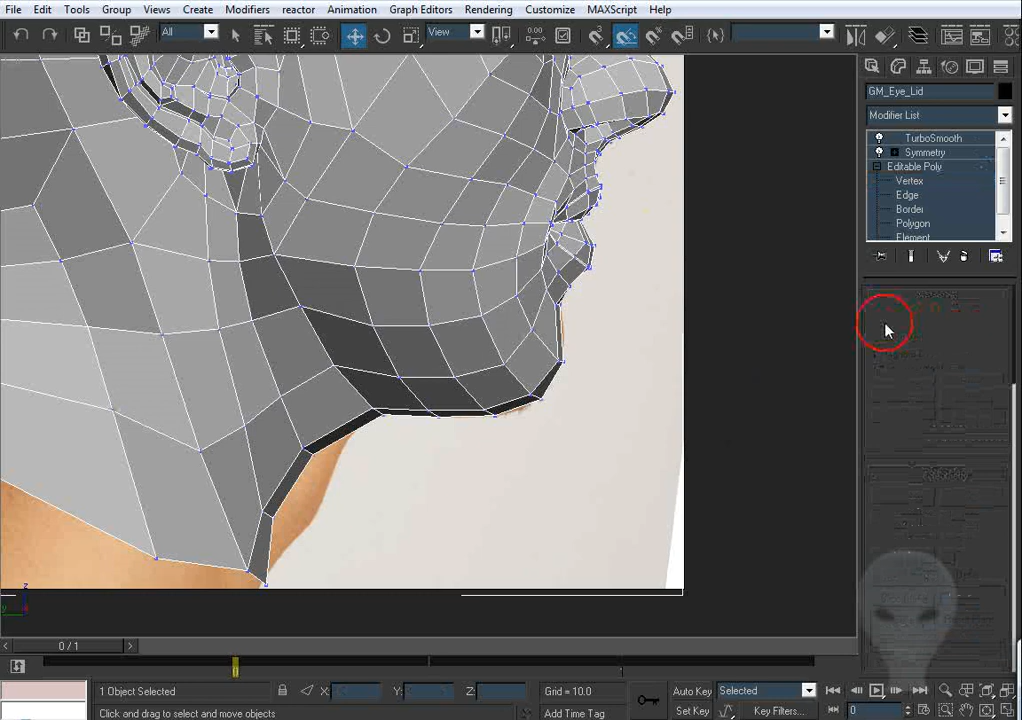 File Edit Tools Group Views Create Modifiers reactor Animation Graph Editors Rendering Customize MAXScript Help
All View
GM_Eye_Lid
Modifier List
TurboSmooth
Symmetry
Editable Poly
Vertex
Edge
Border
Polygon
Element
z
y
0 / 1
1 Object Selected X: Y: Z: Grid = 10.0 Auto Key Selected
Click and drag to select and move objects Add Time Tag Set Key Key Filters... 0